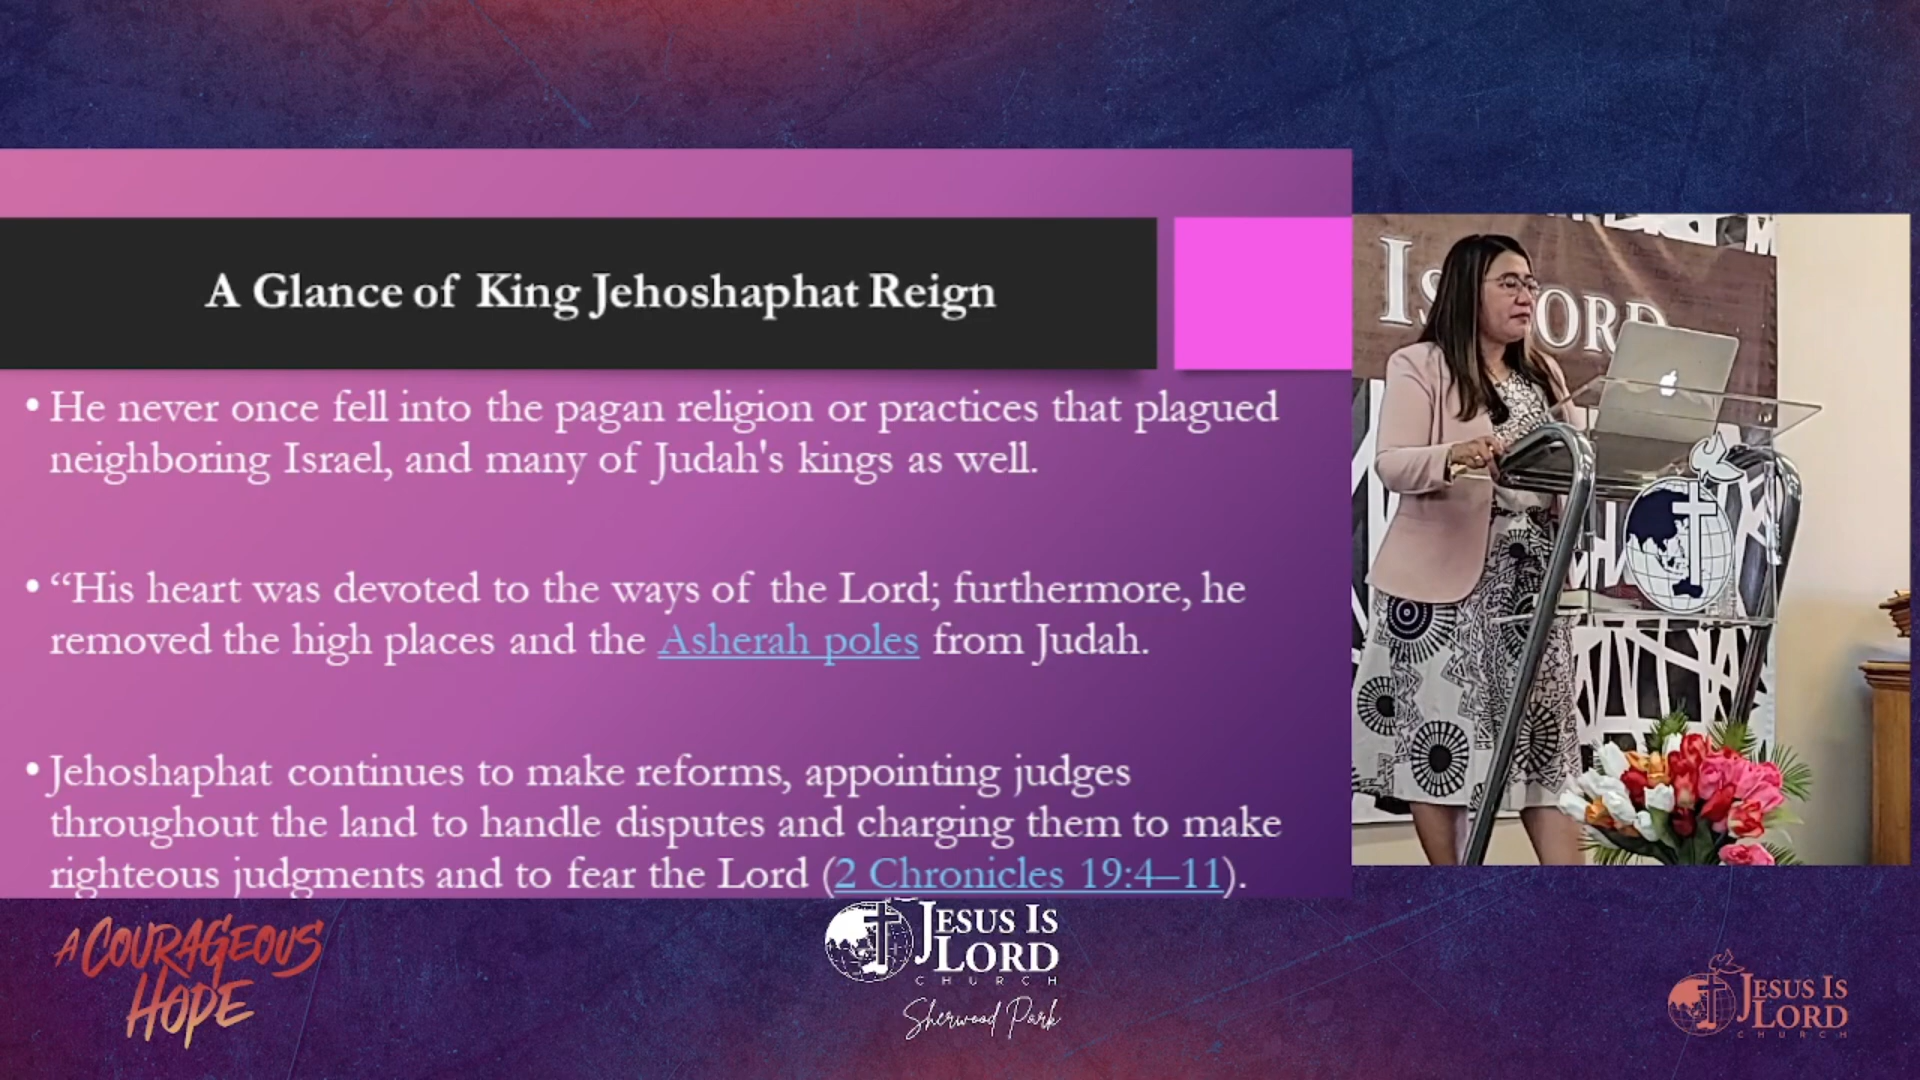 A Glance of King Jehoshaphat Reign
• He never once fell into the pagan religion or practices that plagued
neighboring Israel, and many of Judah's kings as well.
• “His heart was devoted to the ways of the Lord; furthermore, he
removed the high places and the Asherah poles from Judah.
• Jehoshaphat continues to make reforms, appointing judges
throughout the land to handle disputes and charging them to make
righteous judgments and to fear the Lord (2 Chronicles 19:4–11).
Is LORD
A COURAGEOUS
HOPE
JESUS IS
LORD
CHURCH
Sherwood Park
JESUS IS
LORD
CHURCH